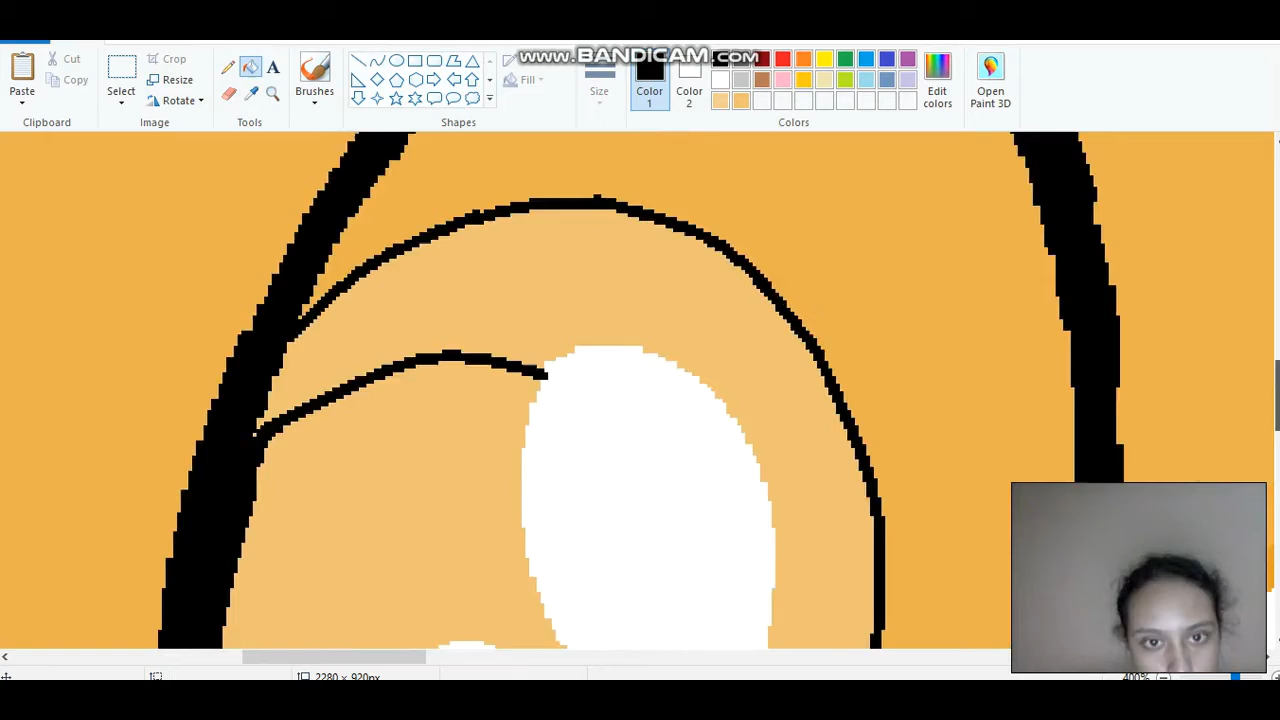 www.BANDICAM.com
Paste
Cut
Copy
Clipboard
Select
Crop
Resize
Rotate
Image
Tools
Brushes
Fill
Shapes
Size
Color 1
Color 2
Edit colors
Colors
Open Paint 3D
2280 × 920px
400%